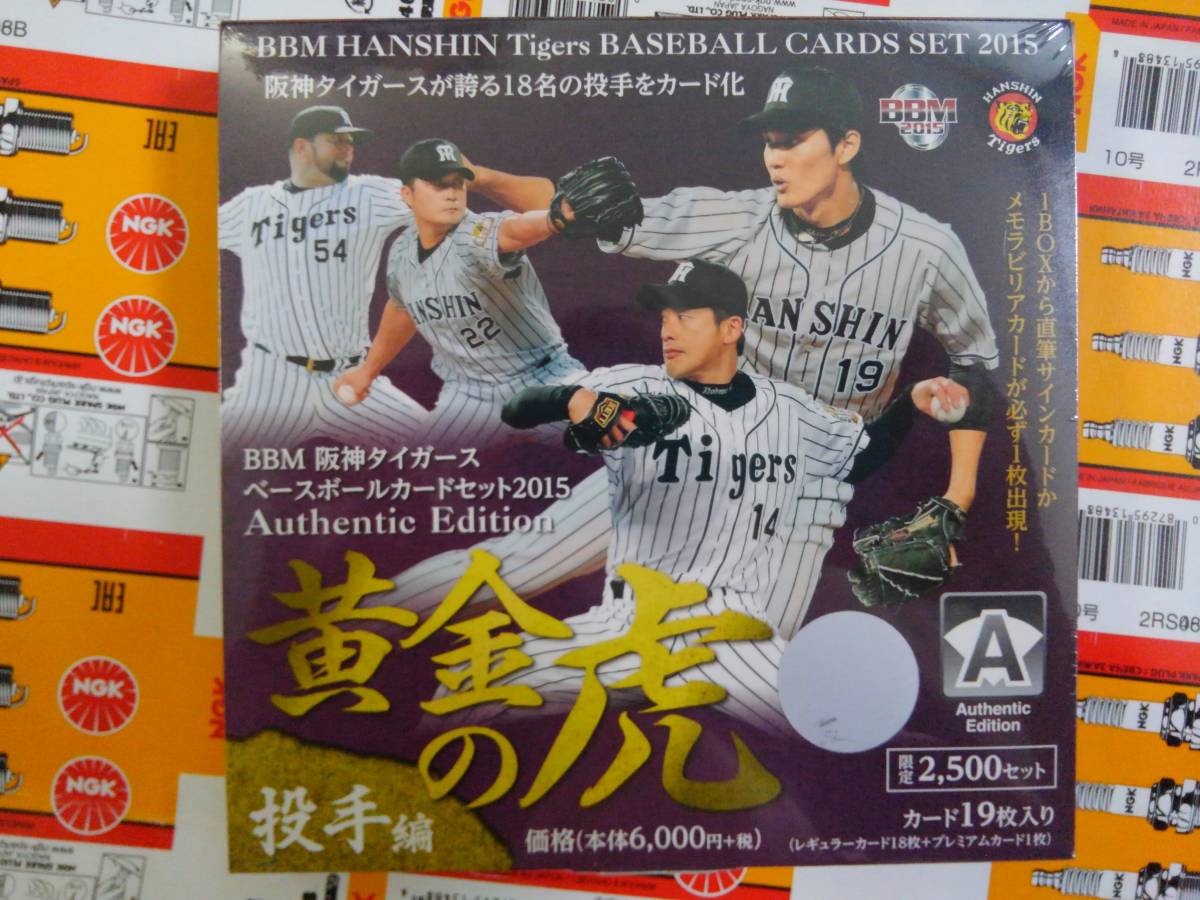 BBM HANSHIN Tigers BASEBALL CARDS SET 2015
阪神タイガースが誇る18名の投手をカード化
BBM
2015
HANSHIN
Tigers
1BOXから直筆サインカードか
メモラビリアカードが必ず1枚出現！
Tigers
54
HANSHIN
22
HANSHIN
19
Tigers
14
BBM 阪神タイガース
ベースボールカードセット2015
Authentic Edition
黄金の虎
投手編
A
Authentic
Edition
限定 2,500セット
カード19枚入り
(レギュラーカード18枚+プレミアムカード1枚)
価格(本体6,000円+税)
NGK
NGK
NGK
NGK
EAC
EAC
10号
NGK
NGK
NGK
NGK
NGK
NGK